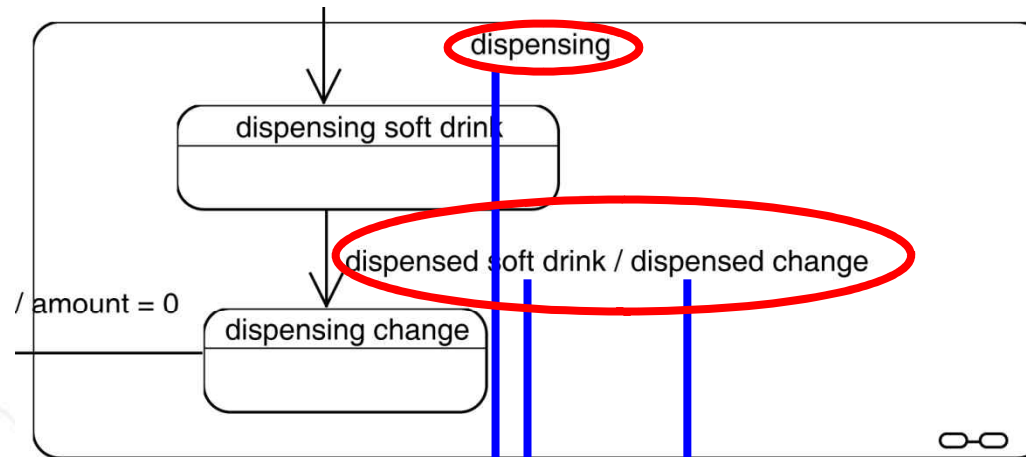 dispensing
dispensing soft drink
dispensed soft drink / dispensed change
/ amount = 0
dispensing change